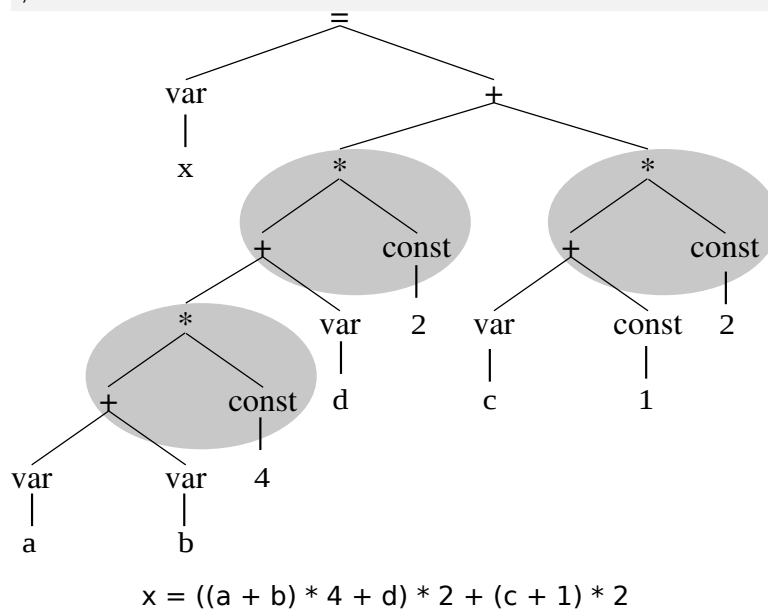 =
var +
x * *
+ const + const
* var 2 var const 2
+ const d c 1
var var 4
a b
x = ((a + b) * 4 + d) * 2 + (c + 1) * 2